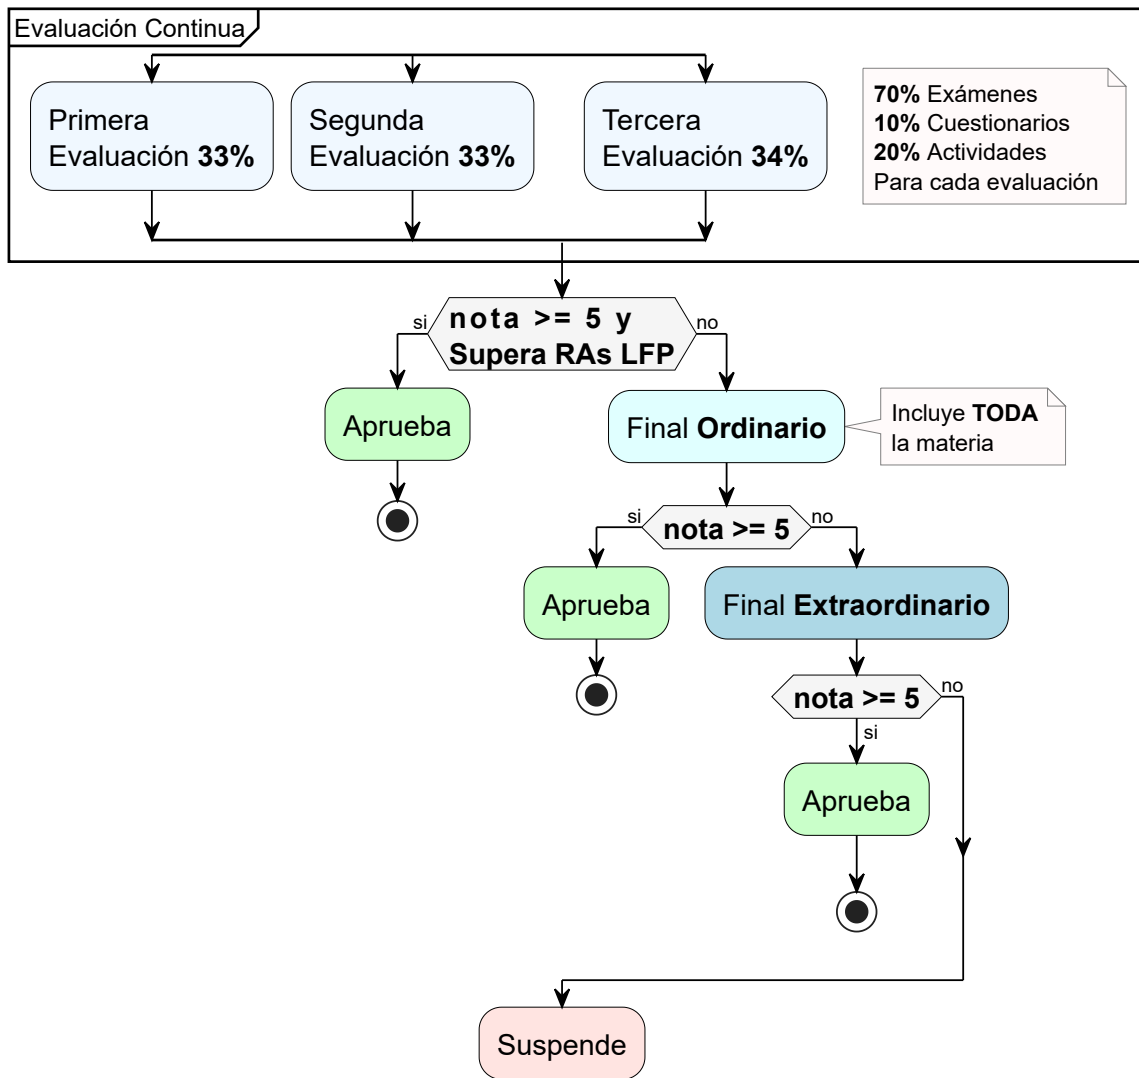 Evaluación Continua
Primera
Evaluación 33%
Segunda
Evaluación 33%
Tercera
Evaluación 34%
70% Exámenes
10% Cuestionarios
20% Actividades
Para cada evaluación
si
nota >= 5 y
Supera RAs LFP
no
Aprueba
Final Ordinario
Incluye TODA
la materia
si
nota >= 5
no
Aprueba
Final Extraordinario
nota >= 5
no
si
Aprueba
Suspende